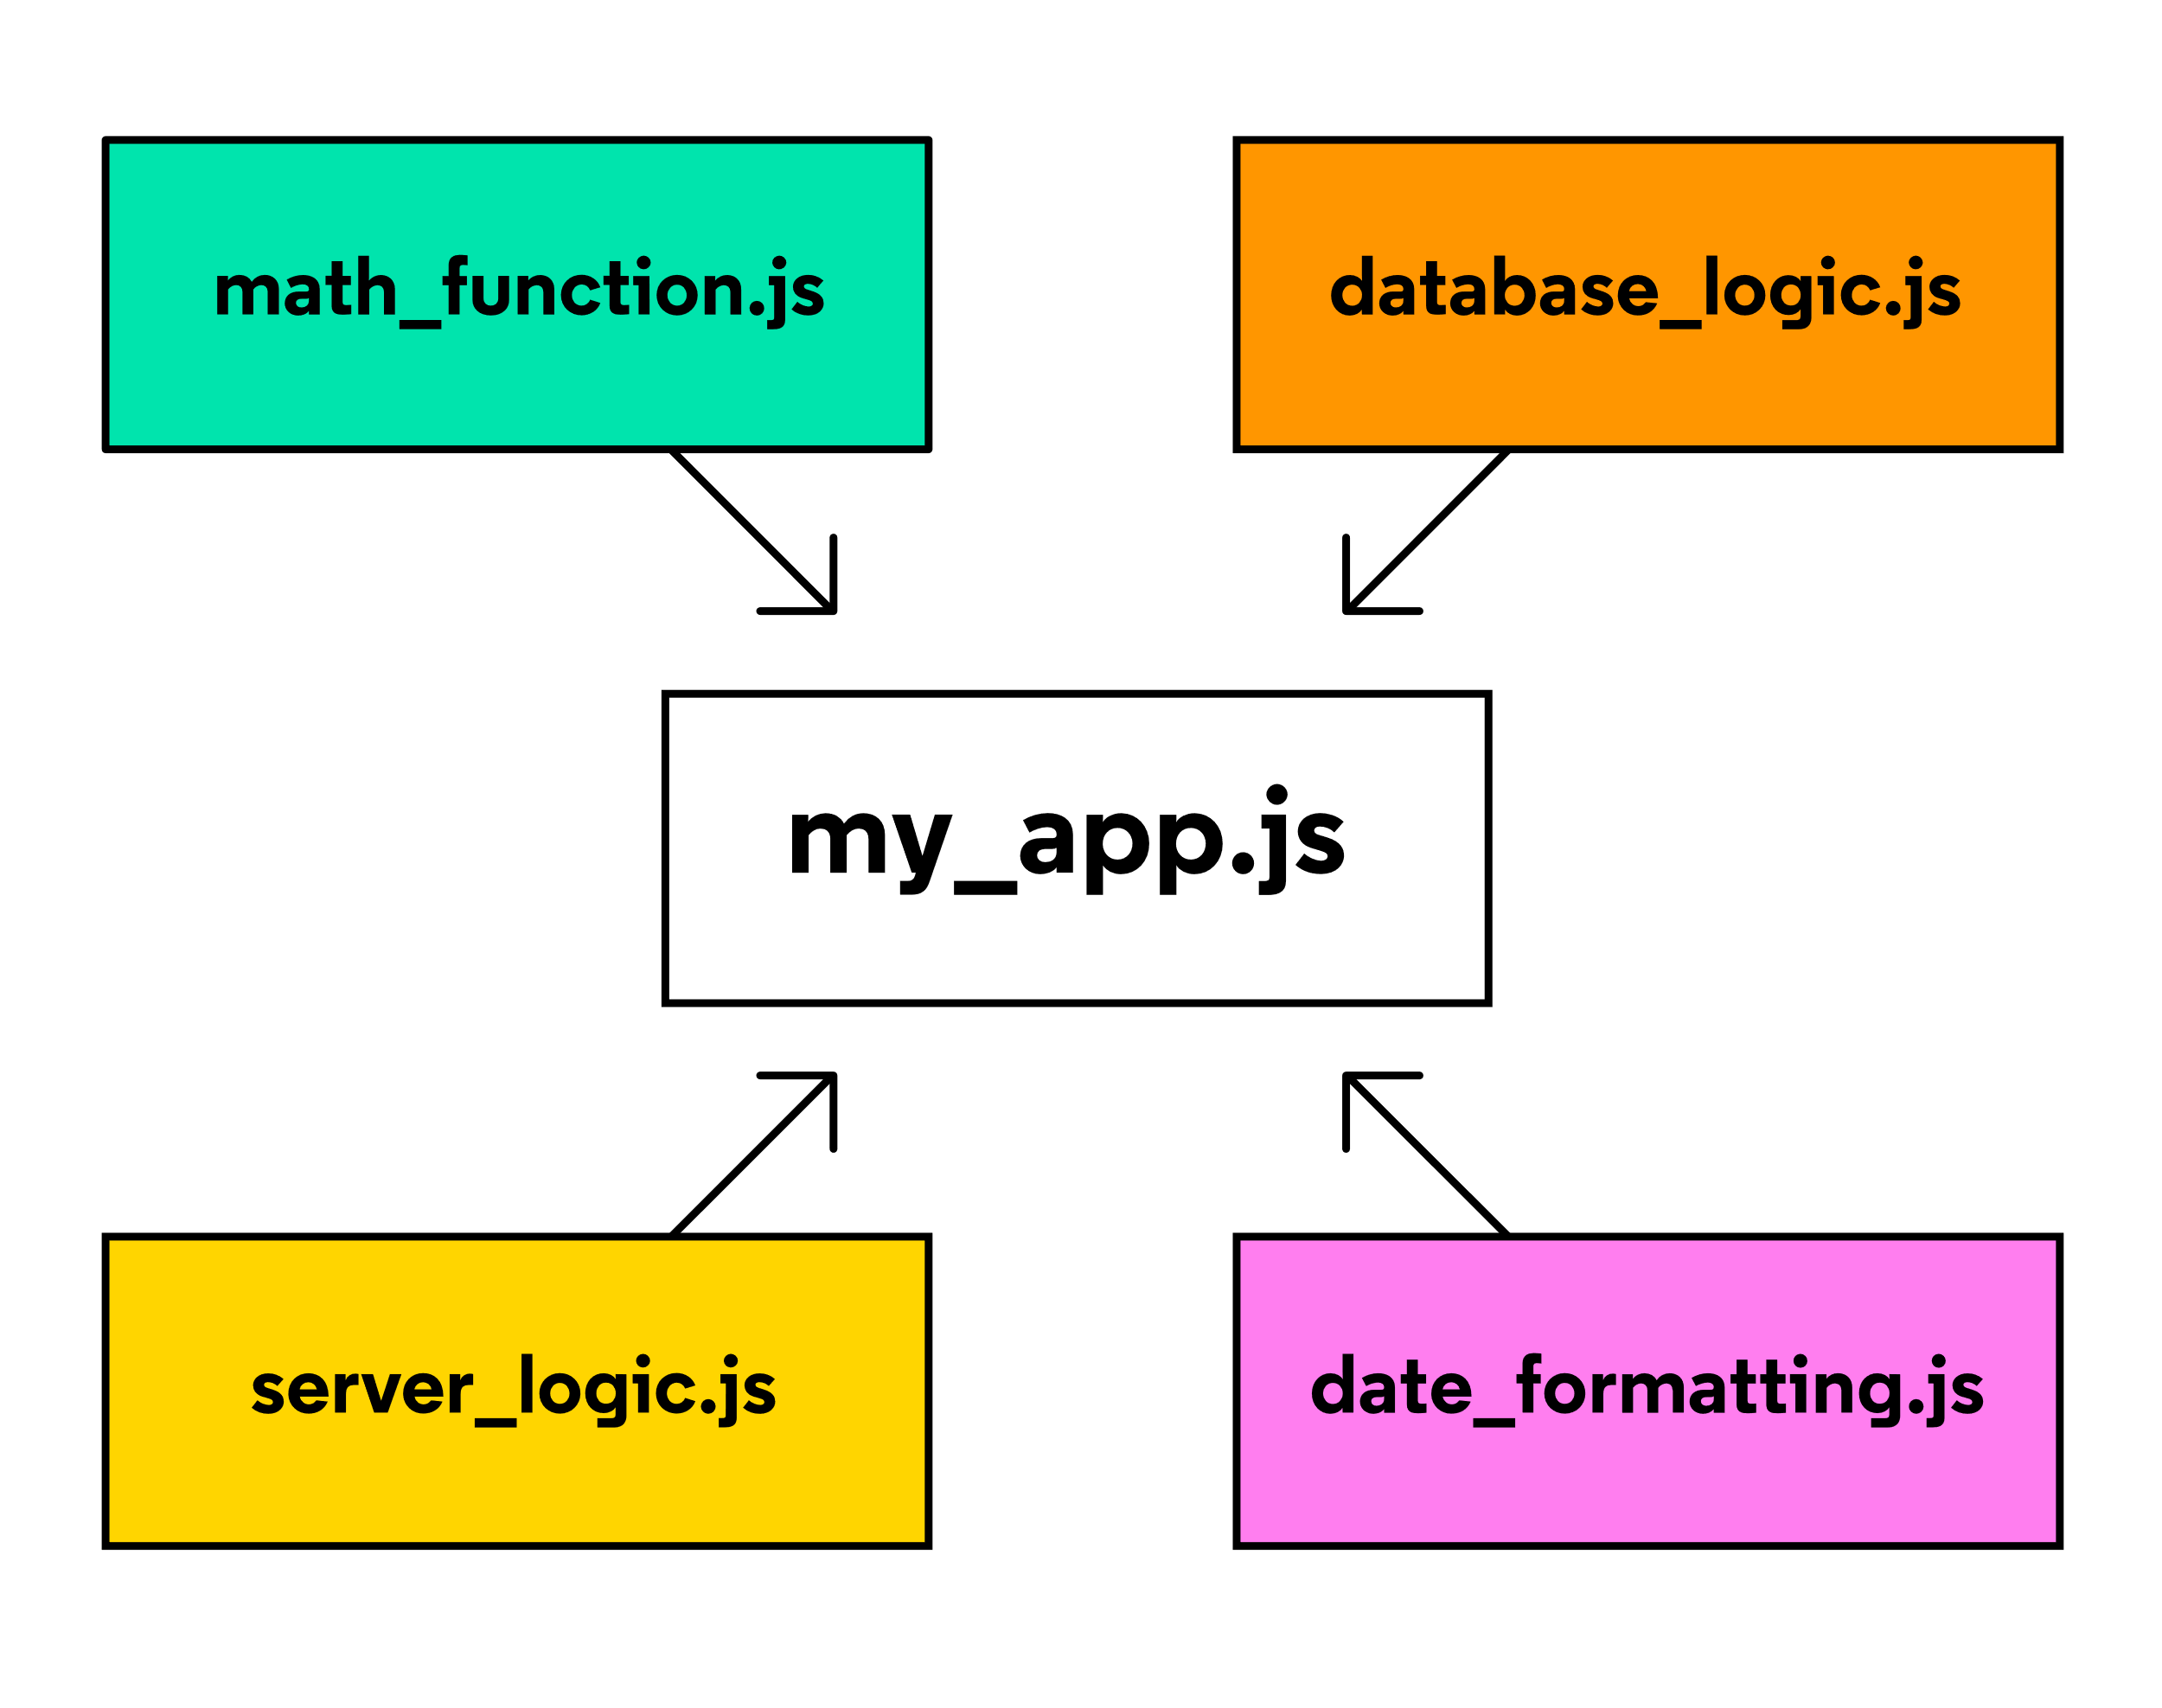 math_function.js
database_logic.js
my_app.js
server_logic.js
date_formatting.js